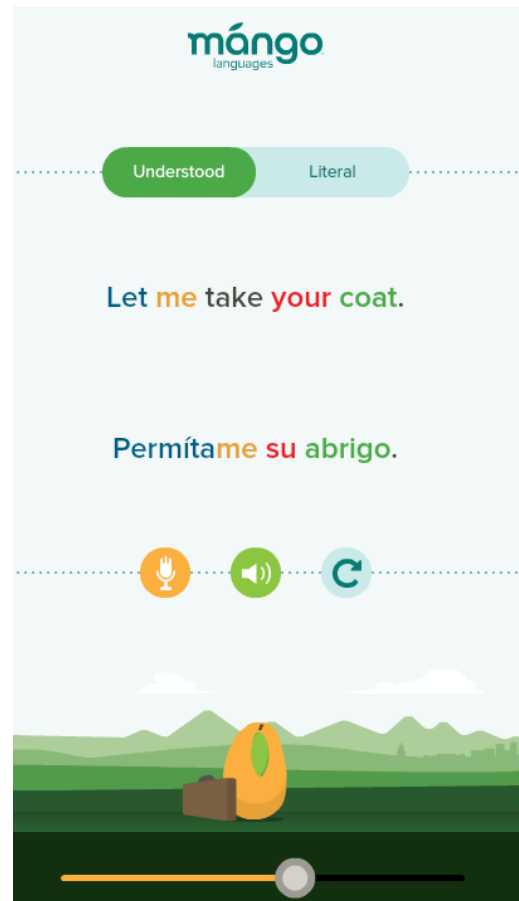 mángo
languages
Understood
Literal
Let me take your coat.
Permítame su abrigo.